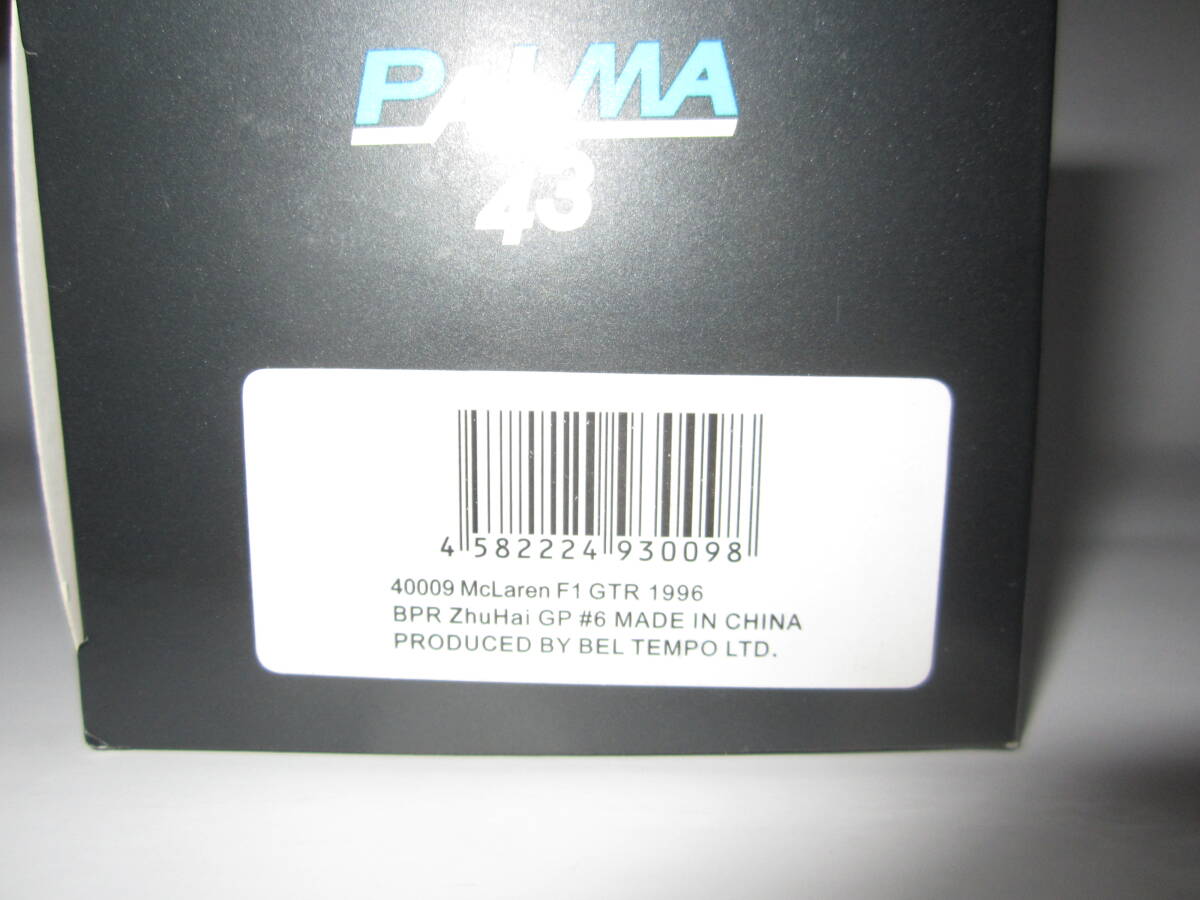 PALMA
43
4 582224 930098
40009 McLaren F1 GTR 1996
BPR ZhuHai GP #6 MADE IN CHINA
PRODUCED BY BEL TEMPO LTD.